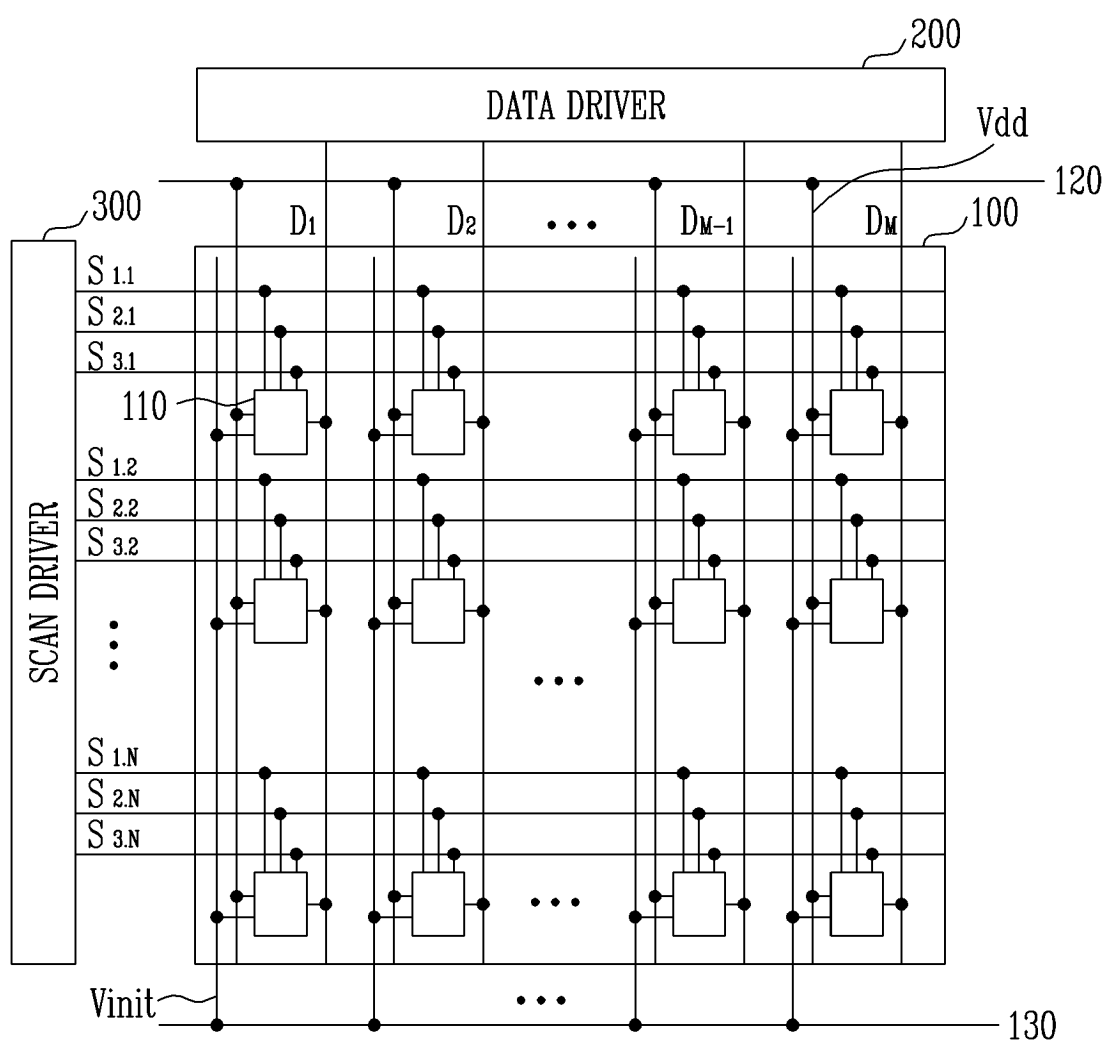 200
DATA DRIVER
Vdd
120
300
D1
D2
DM-1
DM
100
S 1.1
S 2.1
S 3.1
110
S 1.2
S 2.2
S 3.2
SCAN DRIVER
S 1.N
S 2.N
S 3.N
Vinit
130